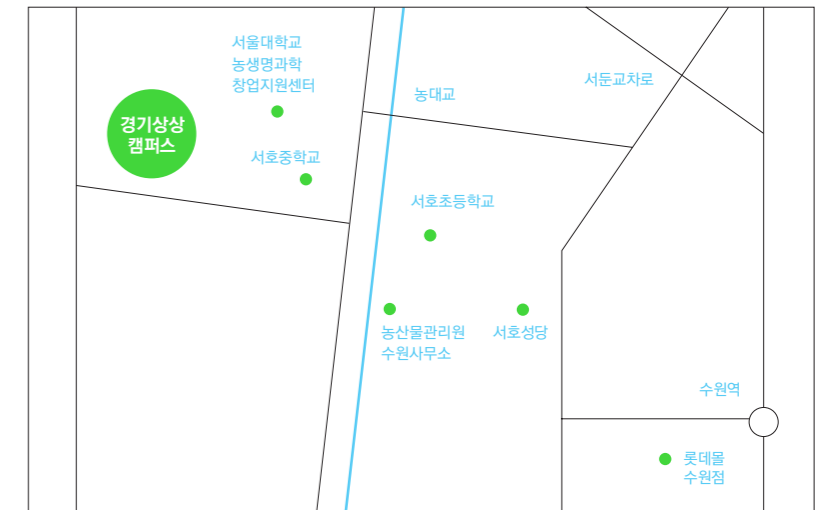 서울대학교
농생명과학
창업지원센터
농대교
서둔교차로
경기상상
캠퍼스
서호중학교
서호초등학교
농산물관리원
수원사무소
서호성당
수원역
롯데몰
수원점